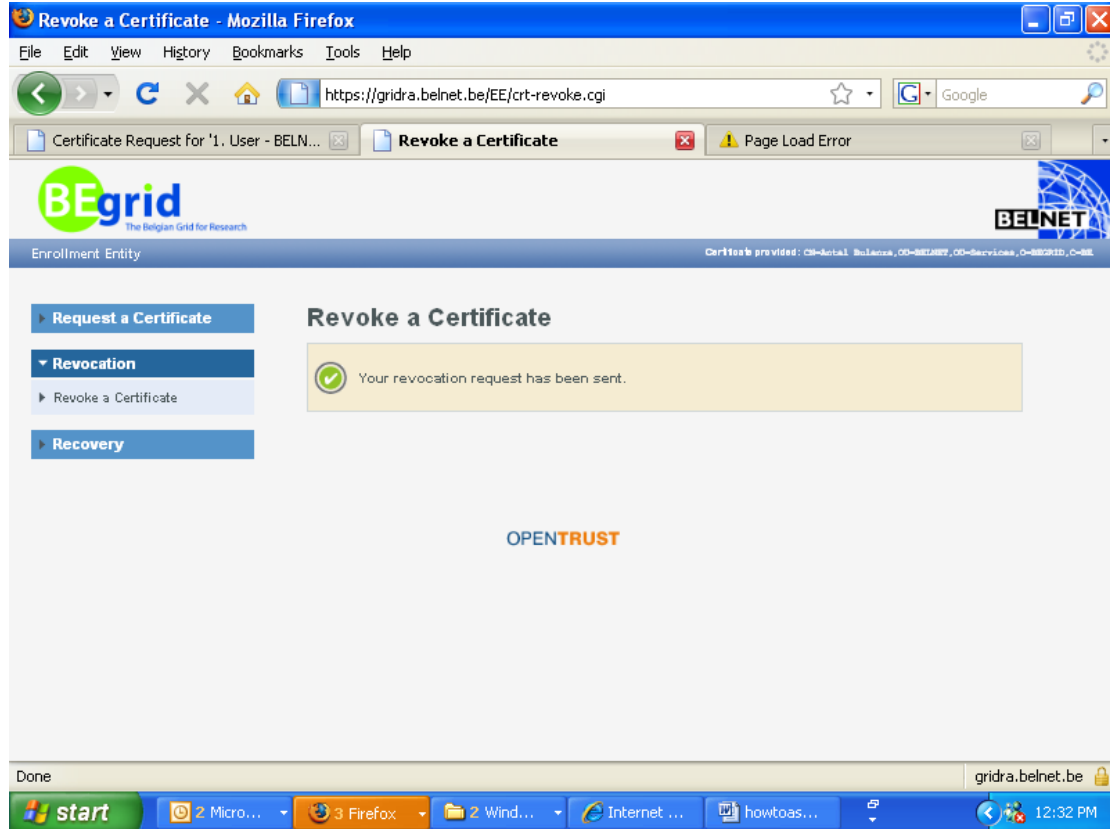 Revoke a Certificate - Mozilla Firefox
File Edit View History Bookmarks Tools Help
https://gridra.belnet.be/EE/crt-revoke.cgi G Google
Certificate Request for '1. User - BELN... Revoke a Certificate Page Load Error
BEgrid
The Belgian Grid for Research
BELNET
Enrollment Entity
Certificate provided:
Request a Certificate
Revocation
Revoke a Certificate
Recovery
Revoke a Certificate
Your revocation request has been sent.
OPENTRUST
Done gridra.belnet.be
start 2 Micro... 3 Firefox 2 Wind... Internet ... howtoas... 12:32 PM